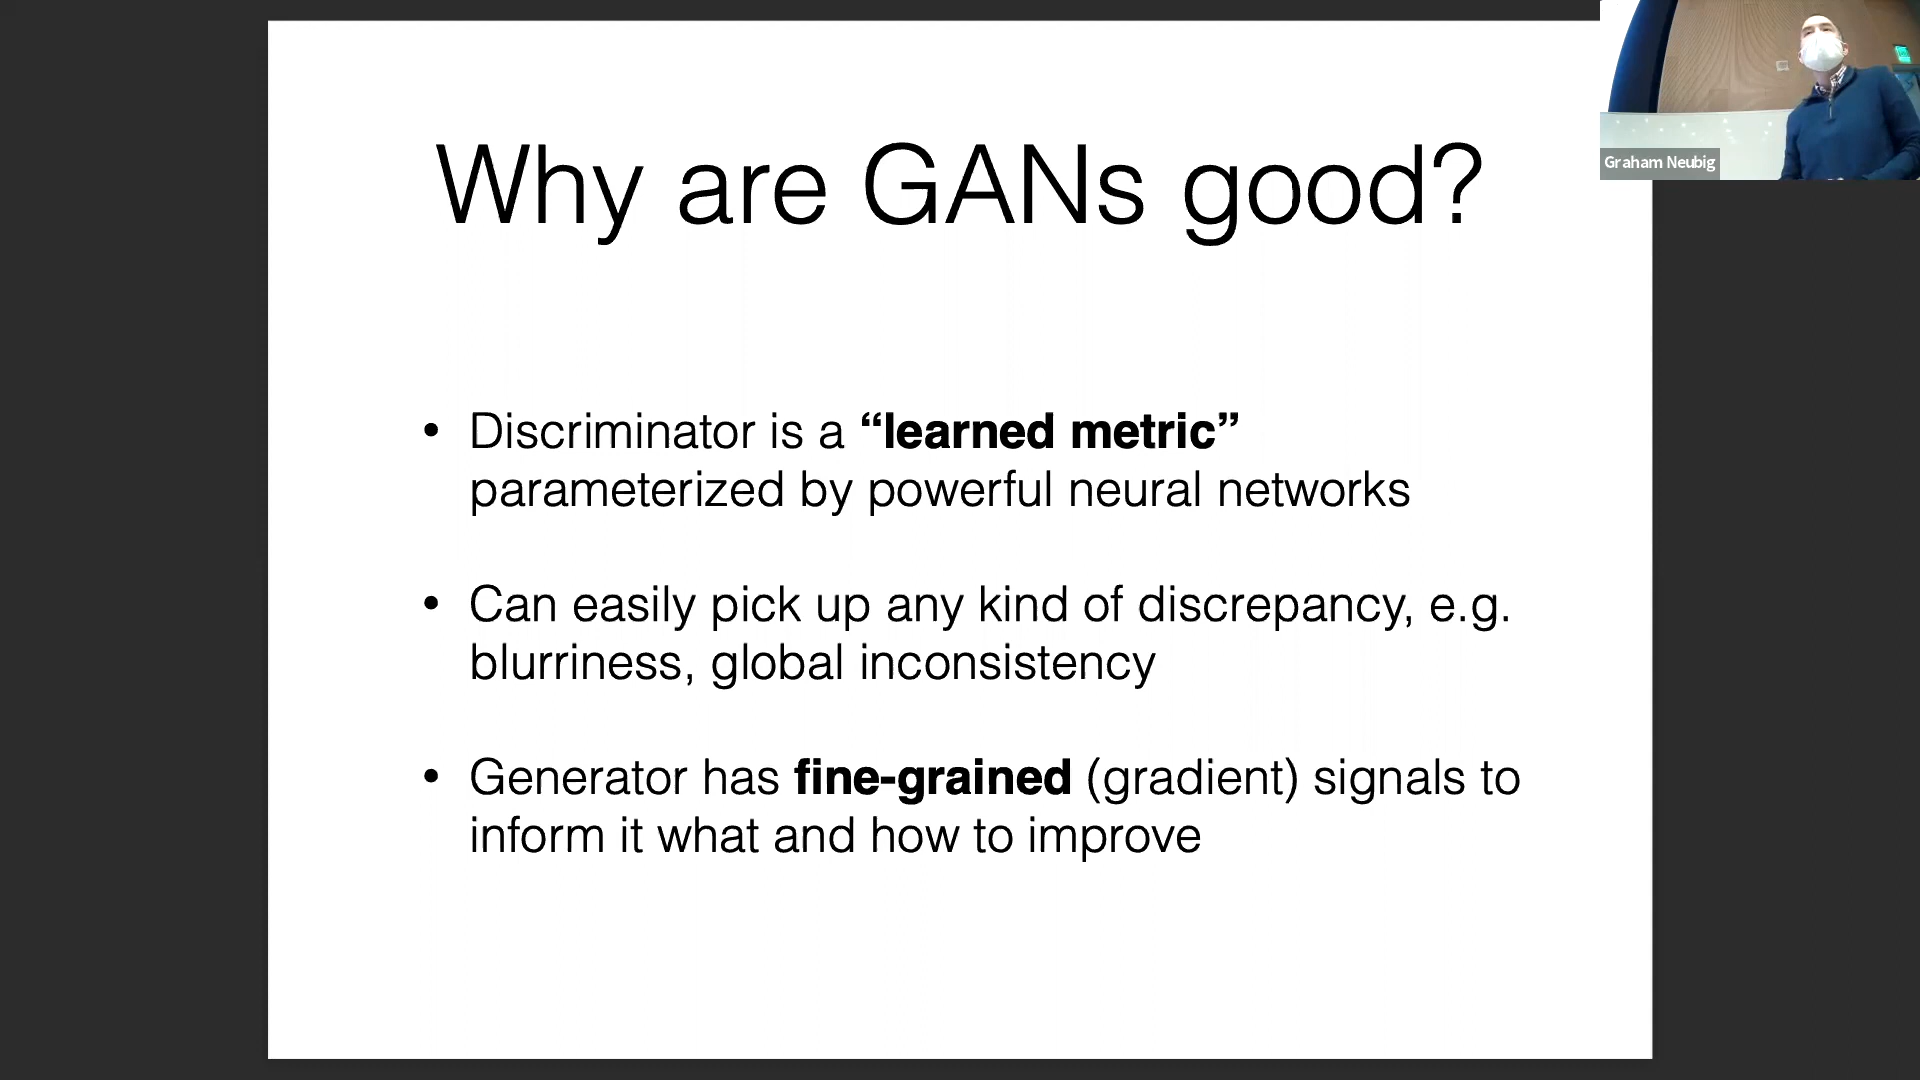 Why are GANs good?
• Discriminator is a “learned metric”
parameterized by powerful neural networks
• Can easily pick up any kind of discrepancy, e.g.
blurriness, global inconsistency
• Generator has fine-grained (gradient) signals to
inform it what and how to improve
Graham Neubig